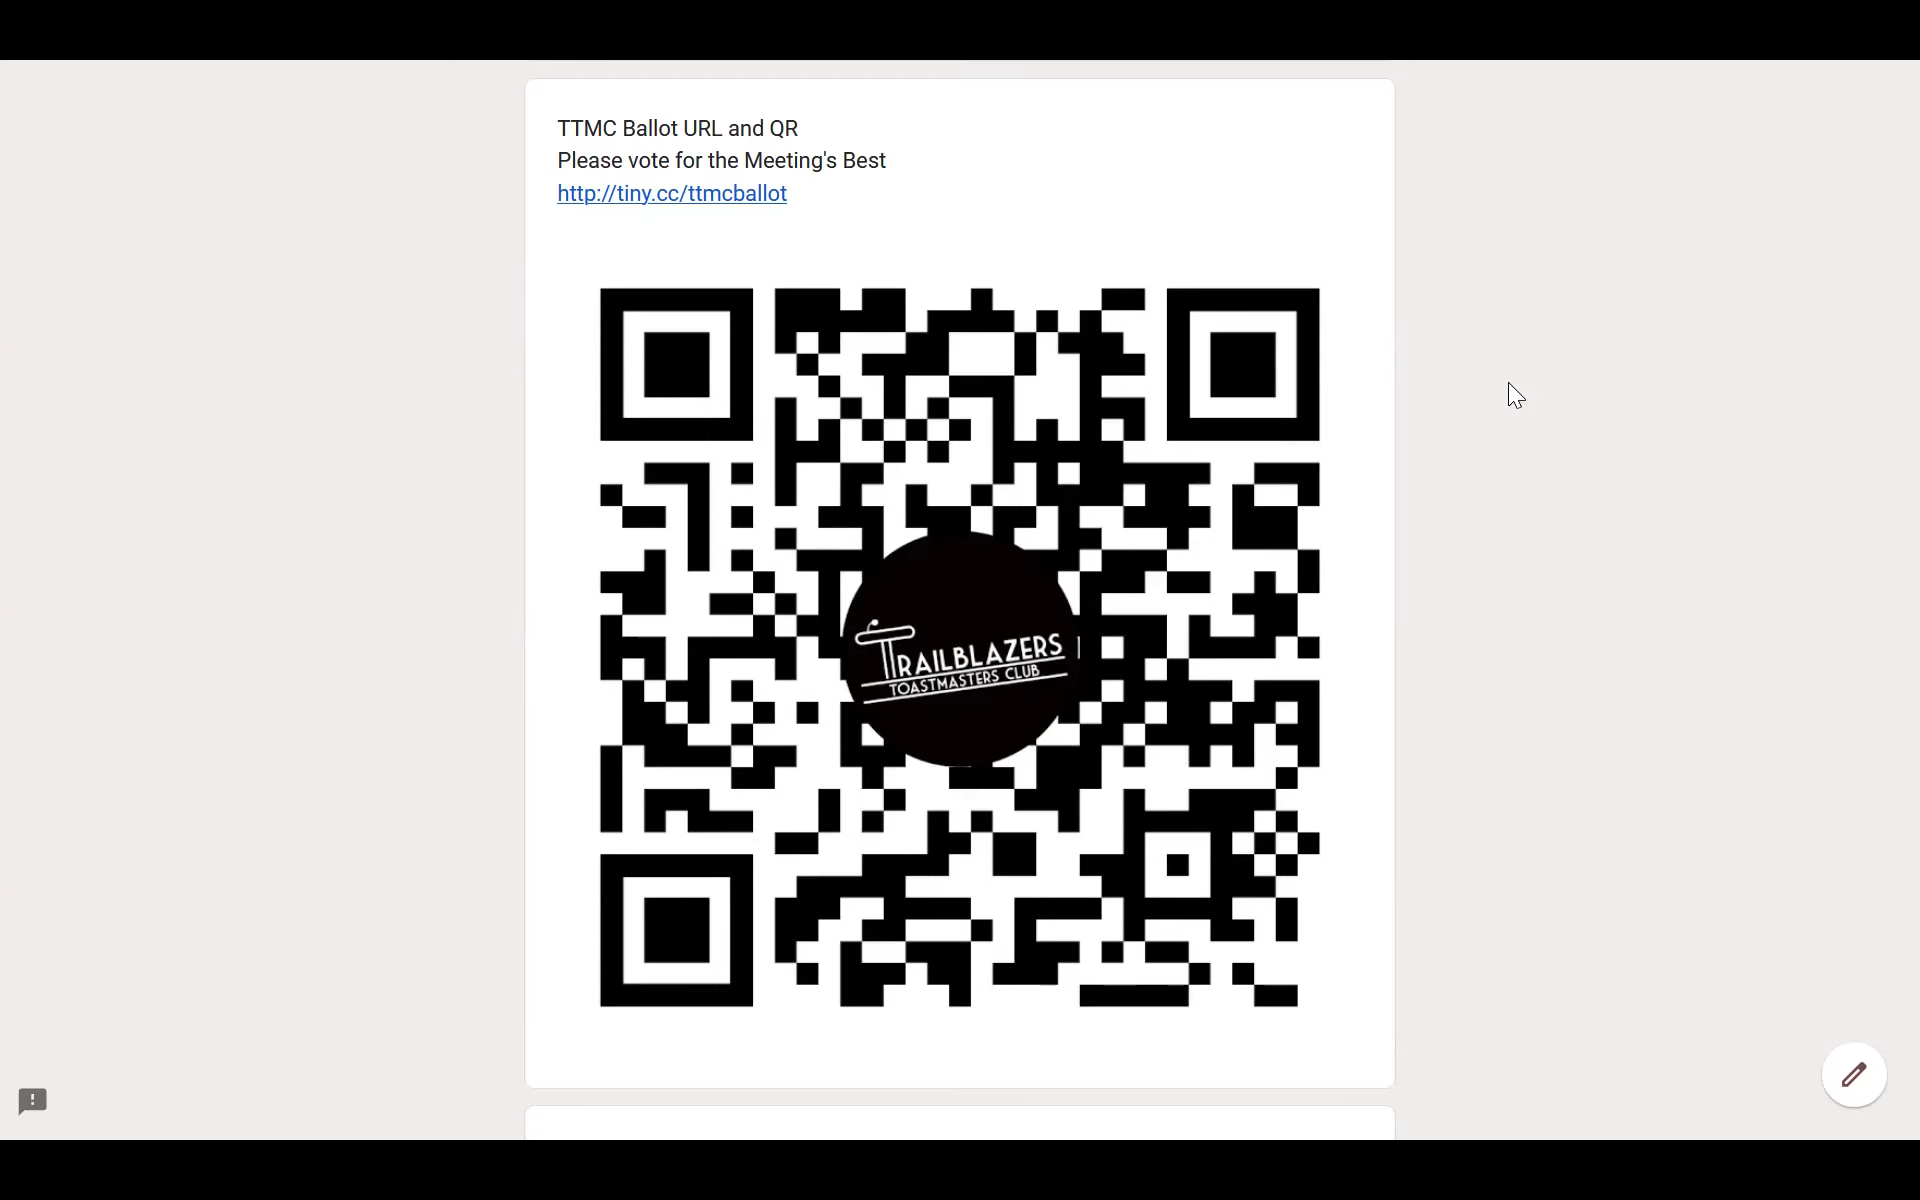 TTMC Ballot URL and QR
Please vote for the Meeting's Best
http://tiny.cc/ttmcballot
TRAILBLAZERS
TOASTMASTERS CLUB